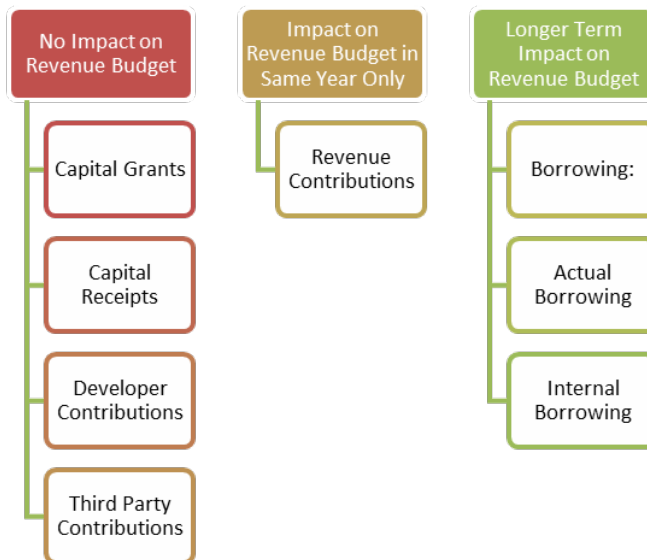 No Impact on
Revenue Budget
Capital Grants
Capital
Receipts
Developer
Contributions
Third Party
Contributions
Impact on
Revenue Budget in
Same Year Only
Revenue
Contributions
Longer Term
Impact on
Revenue Budget
Borrowing:
Actual
Borrowing
Internal
Borrowing